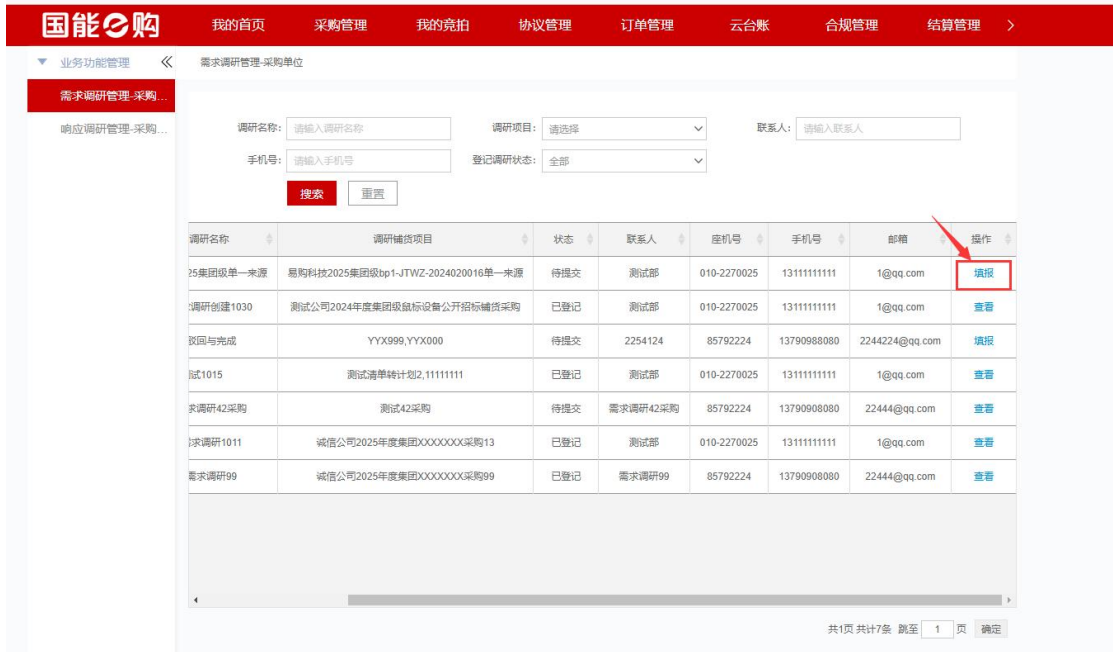 国能e购 我的首页 采购管理 我的竞拍 协议管理 订单管理 云台账 合规管理 结算管理
业务功能管理 需求调研管理-采购单位
需求调研管理-采购...
响应调研管理-采购...
调研名称: 请输入调研名称 调研项目: 请选择 联系人: 请输入联系人
手机号: 请输入手机号 登记调研状态: 全部
搜索 重置
调研名称 调研铺货项目 状态 联系人 座机号 手机号 邮箱 操作
25集团级单一来源 易购科技2025集团级bp1-JTWZ-2024020016单一来源 待提交 测试部 010-2270025 13111111111 1@qq.com 填报
调研创建1030 测试公司2024年度集团级鼠标设备公开招标铺货采购 已登记 测试部 010-2270025 13111111111 1@qq.com 查看
驳回与完成 YYX999,YYX000 待提交 2254124 85792224 13790988080 2244224@qq.com 填报
测试1015 测试清单转计划2,11111111 已登记 测试部 010-2270025 13111111111 1@qq.com 查看
求调研42采购 测试42采购 待提交 需求调研42采购 85792224 13790908080 22444@qq.com 查看
求调研1011 诚信公司2025年度集团XXXXXXX采购13 已登记 测试部 010-2270025 13111111111 1@qq.com 查看
需求调研99 诚信公司2025年度集团XXXXXXX采购99 已登记 需求调研99 85792224 13790908080 22444@qq.com 查看
共1页 共计7条 跳至 1 页 确定